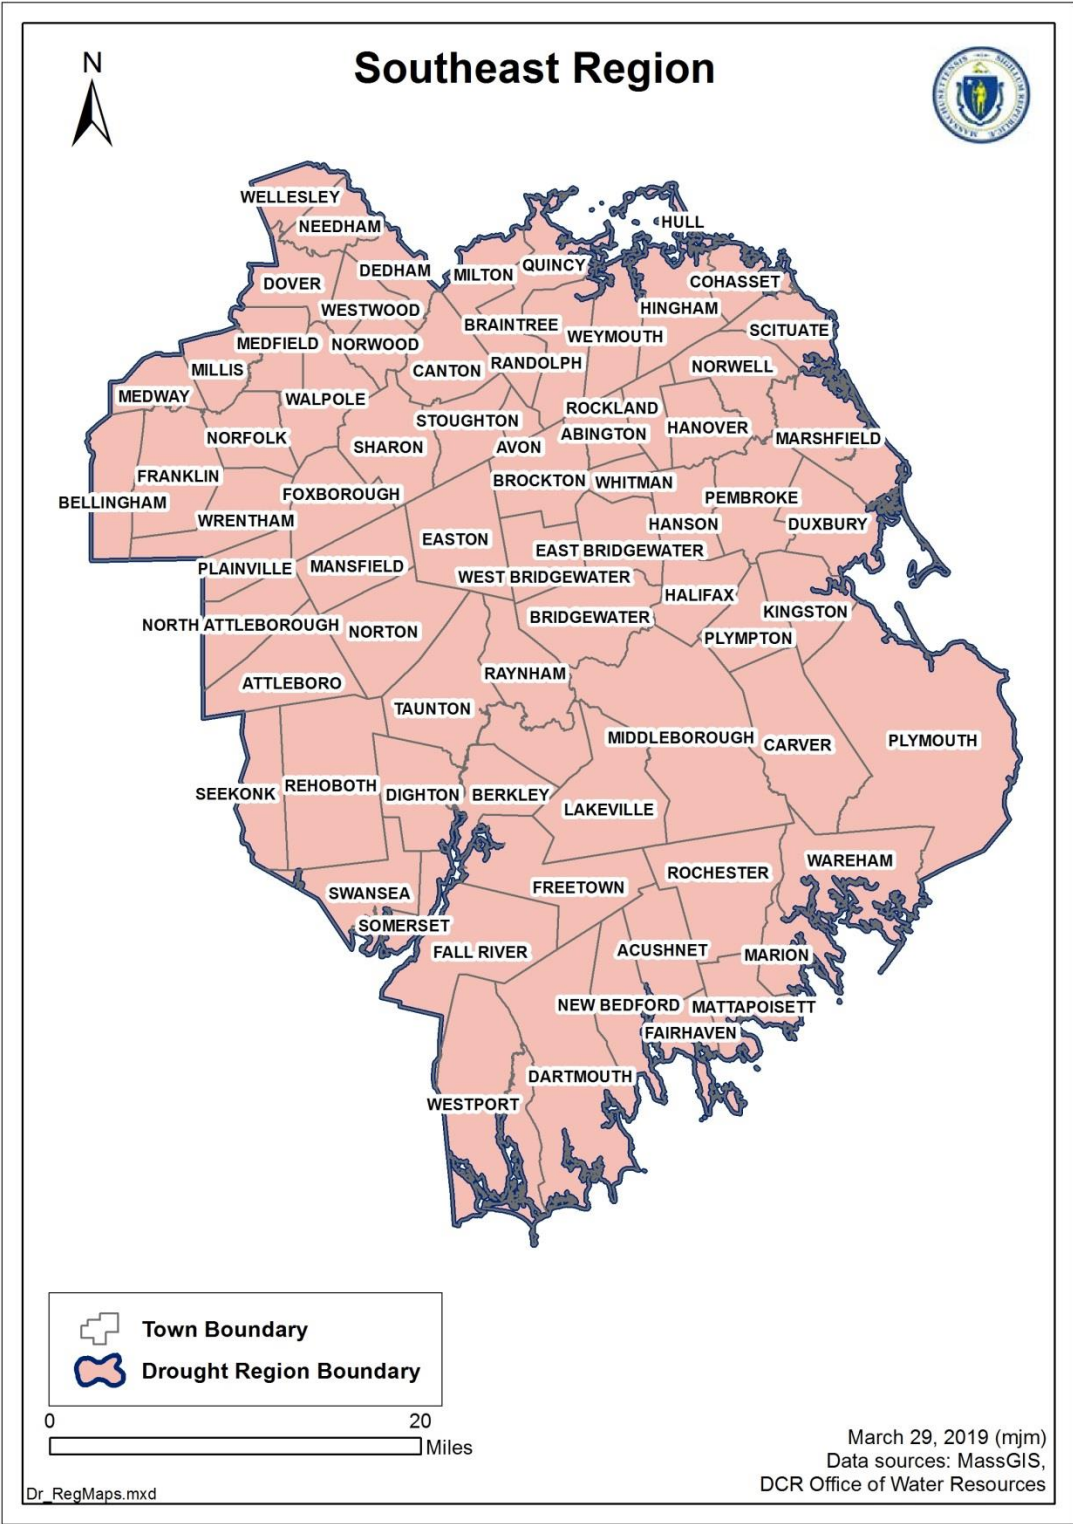 Southeast Region
N
MASSACHUSETTENSIS
SIGILLUM REIPUBLICÆ
WELLESLEY
NEEDHAM
HULL
DEDHAM
MILTON
QUINCY
DOVER
COHASSET
WESTWOOD
HINGHAM
BRAINTREE
WEYMOUTH
SCITUATE
MEDFIELD
NORWOOD
RANDOLPH
NORWELL
MILLIS
CANTON
MEDWAY
WALPOLE
ROCKLAND
STOUGHTON
HANOVER
ABINGTON
NORFOLK
MARSHFIELD
SHARON
AVON
FRANKLIN
BROCKTON
WHITMAN
FOXBOROUGH
PEMBROKE
BELLINGHAM
WRENTHAM
HANSON
DUXBURY
EASTON
EAST BRIDGEWATER
PLAINVILLE
MANSFIELD
WEST BRIDGEWATER
HALIFAX
KINGSTON
BRIDGEWATER
NORTH ATTLEBOROUGH
NORTON
PLYMPTON
RAYNHAM
ATTLEBORO
TAUNTON
MIDDLEBOROUGH
CARVER
PLYMOUTH
REHOBOTH
SEEKONK
DIGHTON
BERKLEY
LAKEVILLE
WAREHAM
ROCHESTER
SWANSEA
FREETOWN
SOMERSET
FALL RIVER
ACUSHNET
MARION
NEW BEDFORD
MATTAPOISETT
FAIRHAVEN
DARTMOUTH
WESTPORT
Town Boundary
Drought Region Boundary
0 20
Miles
March 29, 2019 (mjm)
Data sources: MassGIS,
DCR Office of Water Resources
Dr_RegMaps.mxd